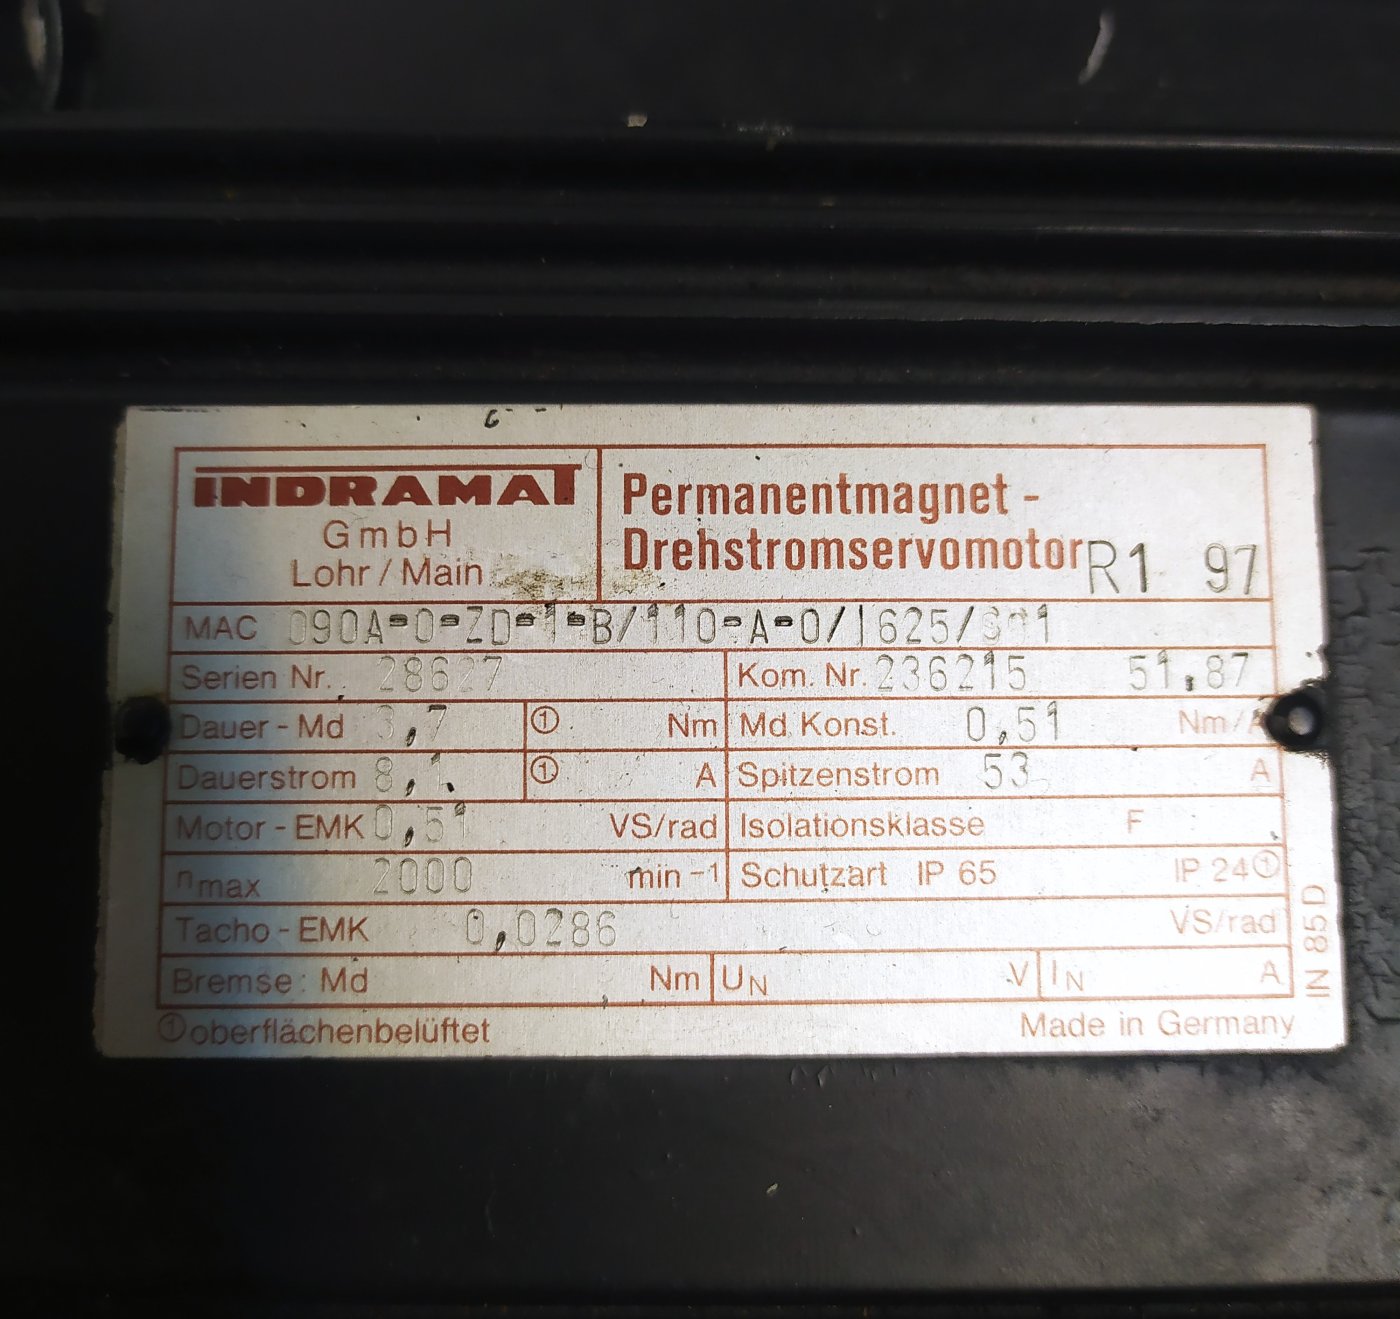 INDRAMAT
GmbH
Lohr / Main
Permanentmagnet -
Drehstromservomotor R1 97
MAC 090A-0-ZD-1-B/110-A-0/I625/
Serien Nr. 28627
Kom. Nr. 236215 51,87
Dauer - Md 3,7 ① Nm
Md Konst. 0,51 Nm/A
Dauerstrom 8,1 ① A
Spitzenstrom 53 A
Motor - EMK 0,51 VS/rad
Isolationsklasse F
nmax 2000 min -1
Schutzart IP 65 IP 24①
Tacho - EMK 0,0286 VS/rad
Bremse: Md Nm UN V IN A
①oberflächenbelüftet
Made in Germany
IN 85D